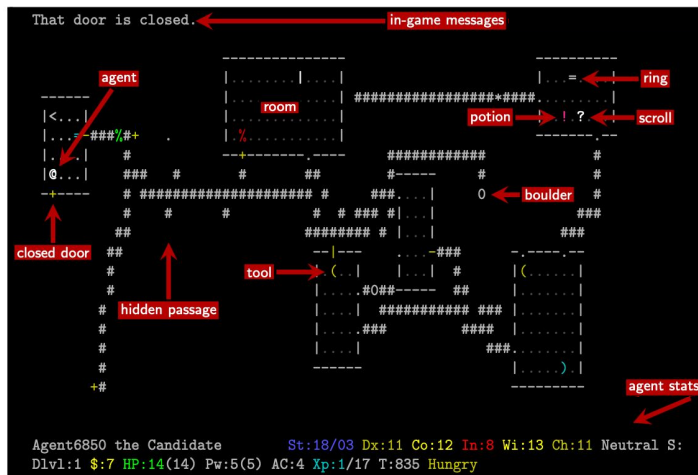 That door is closed.
in-game messages
agent
ring
room
potion
scroll
boulder
closed door
tool
hidden passage
agent stats
Agent6850 the Candidate St:18/03 Dx:11 Co:12 In:8 Wi:13 Ch:11 Neutral S:
Dlvl:1 $:7 HP:14(14) Pw:5(5) AC:4 Xp:1/17 T:835 Hungry